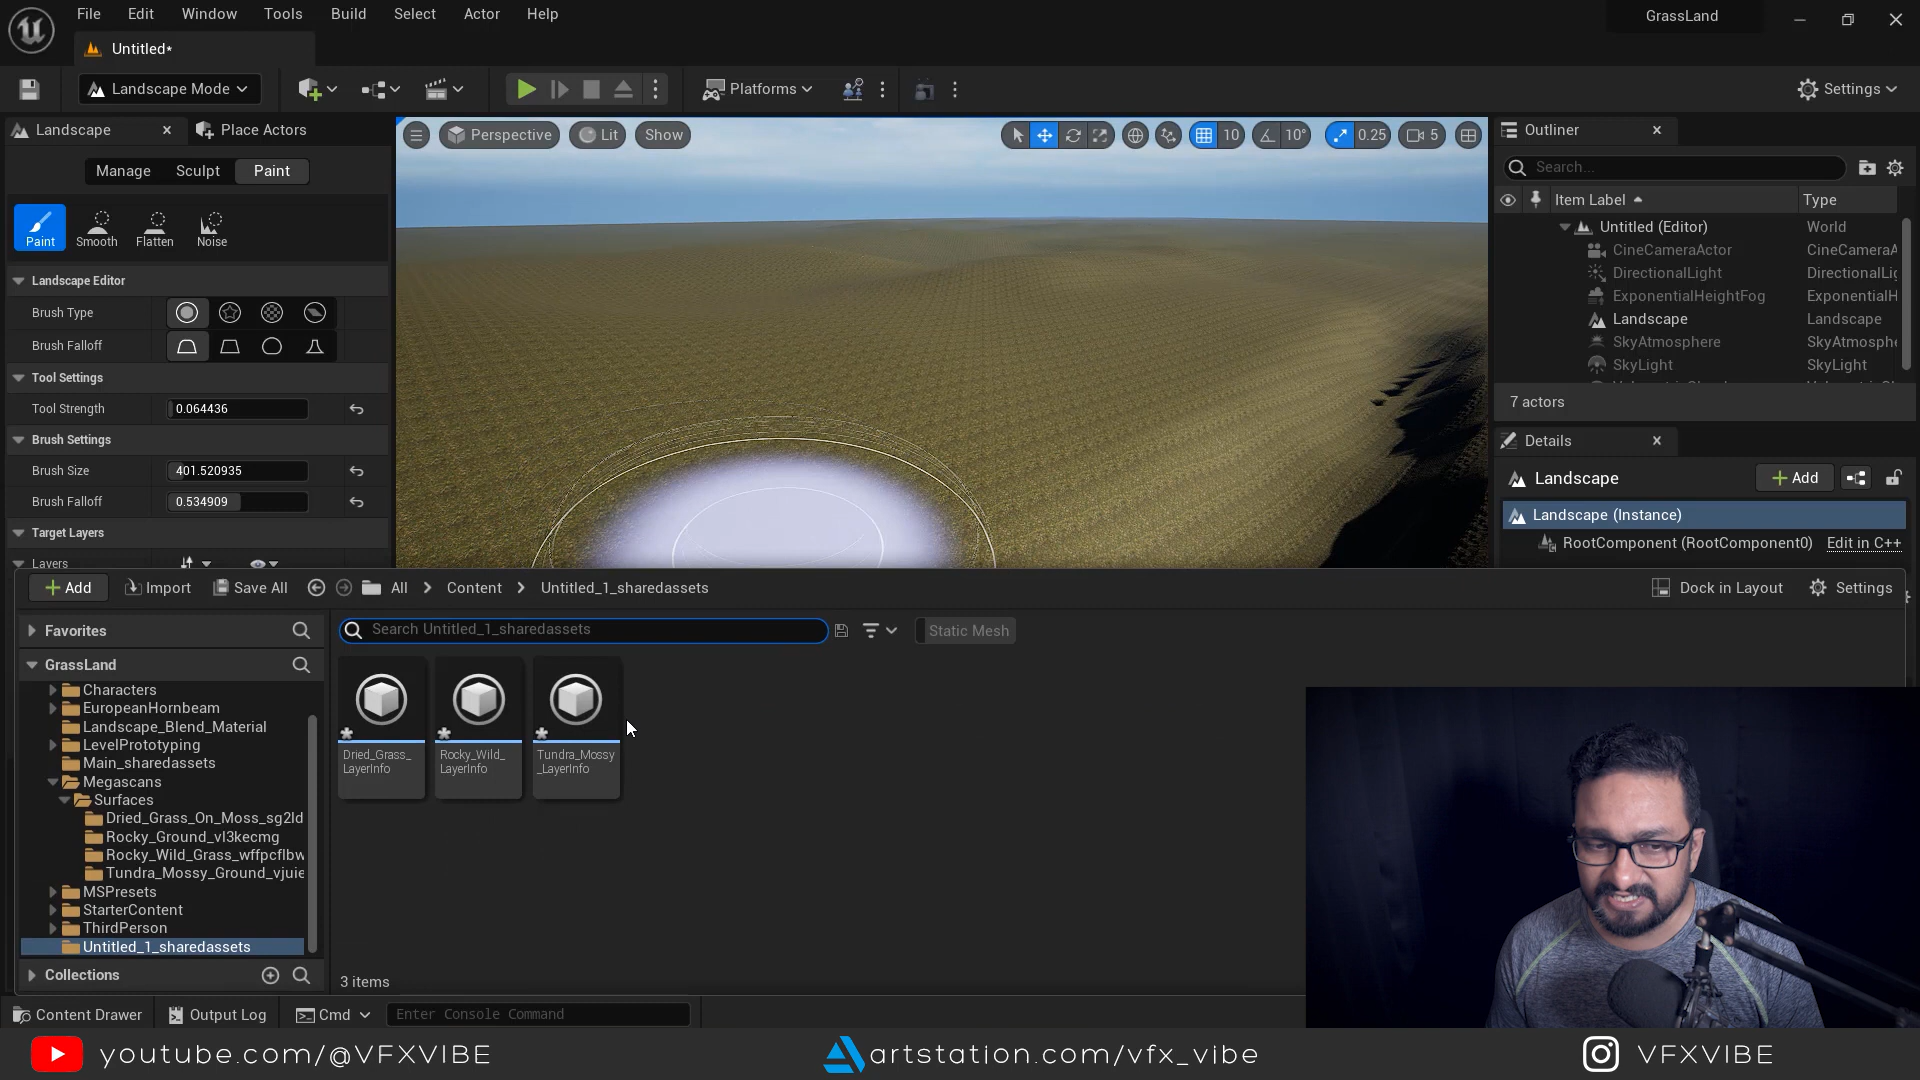 File Edit Window Tools Build Select Actor Help
GrassLand
Untitled*
Landscape Mode
Platforms
Settings
Landscape
Place Actors
Manage Sculpt Paint
Paint Smooth Flatten Noise
Landscape Editor
Brush Type
Brush Falloff
Tool Settings
Tool Strength 0.064436
Brush Settings
Brush Size 401.520935
Brush Falloff 0.534909
Target Layers
Layers
Perspective Lit Show
10 10° 0.25 5
Outliner
Search...
Item Label Type
Untitled (Editor) World
CineCameraActor CineCameraA
DirectionalLight DirectionalLig
ExponentialHeightFog ExponentialH
Landscape Landscape
SkyAtmosphere SkyAtmosphe
SkyLight SkyLight
7 actors
Details
Landscape
Add
Landscape (Instance)
RootComponent (RootComponent0) Edit in C++
Add Import Save All All Content Untitled_1_sharedassets
Dock in Layout Settings
Favorites
Search Untitled_1_sharedassets
Static Mesh
GrassLand
Characters
EuropeanHornbeam
Landscape_Blend_Material
LevelPrototyping
Main_sharedassets
Megascans
Surfaces
Dried_Grass_On_Moss_sg2ld
Rocky_Ground_vl3kecmg
Rocky_Wild_Grass_wffpcflbw
Tundra_Mossy_Ground_vjuie
MSPresets
StarterContent
ThirdPerson
Untitled_1_sharedassets
Collections
Dried_Grass_
LayerInfo
Rocky_Wild_
LayerInfo
Tundra_Mossy
_LayerInfo
3 items
Content Drawer Output Log Cmd Enter Console Command
youtube.com/@VFXVIBE
artstation.com/vfx_vibe
VFXVIBE